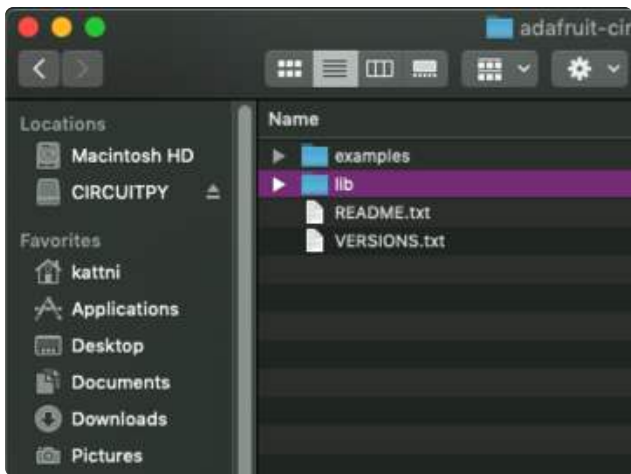 adafruit-cir
Locations
Macintosh HD
CIRCUITPY
Favorites
kattni
Applications
Desktop
Documents
Downloads
Pictures
Name
examples
lib
README.txt
VERSIONS.txt